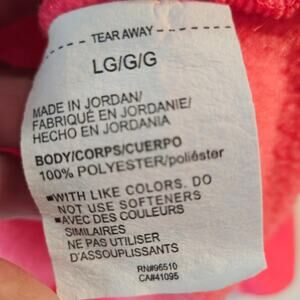 TEAR AWAY
LG/G/G
MADE IN JORDAN/
FABRIQUÉ EN JORDANIE/
HECHO EN JORDANIA
BODY/CORPS/CUERPO
100% POLYESTER/poliéster
▪WITH LIKE COLORS. DO
NOT USE SOFTENERS
▪AVEC DES COULEURS
SIMILAIRES
NE PAS UTILISER
D'ASSOUPLISSANTS
RN#96510
CA#41095